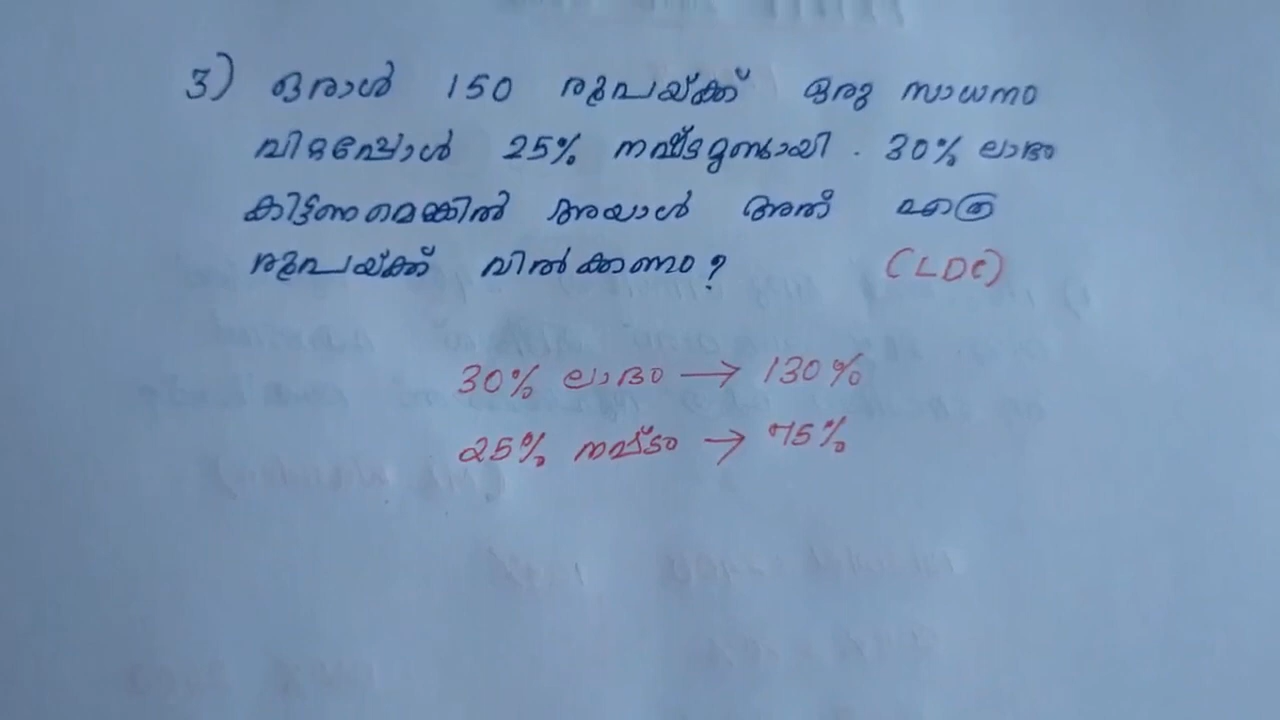 3) ഒരാൾ 150 രൂപയ്ക്ക് ഒരു സാധനം
വിറ്റപ്പോൾ 25% നഷ്ടമുണ്ടായി. 30% ലാഭം
കിട്ടണമെങ്കിൽ അയാൾ അത് എത്ര
രൂപയ്ക്ക് വിൽക്കണം? (LDC)
30% ലാഭം → 130%
25% നഷ്ടം → 75%